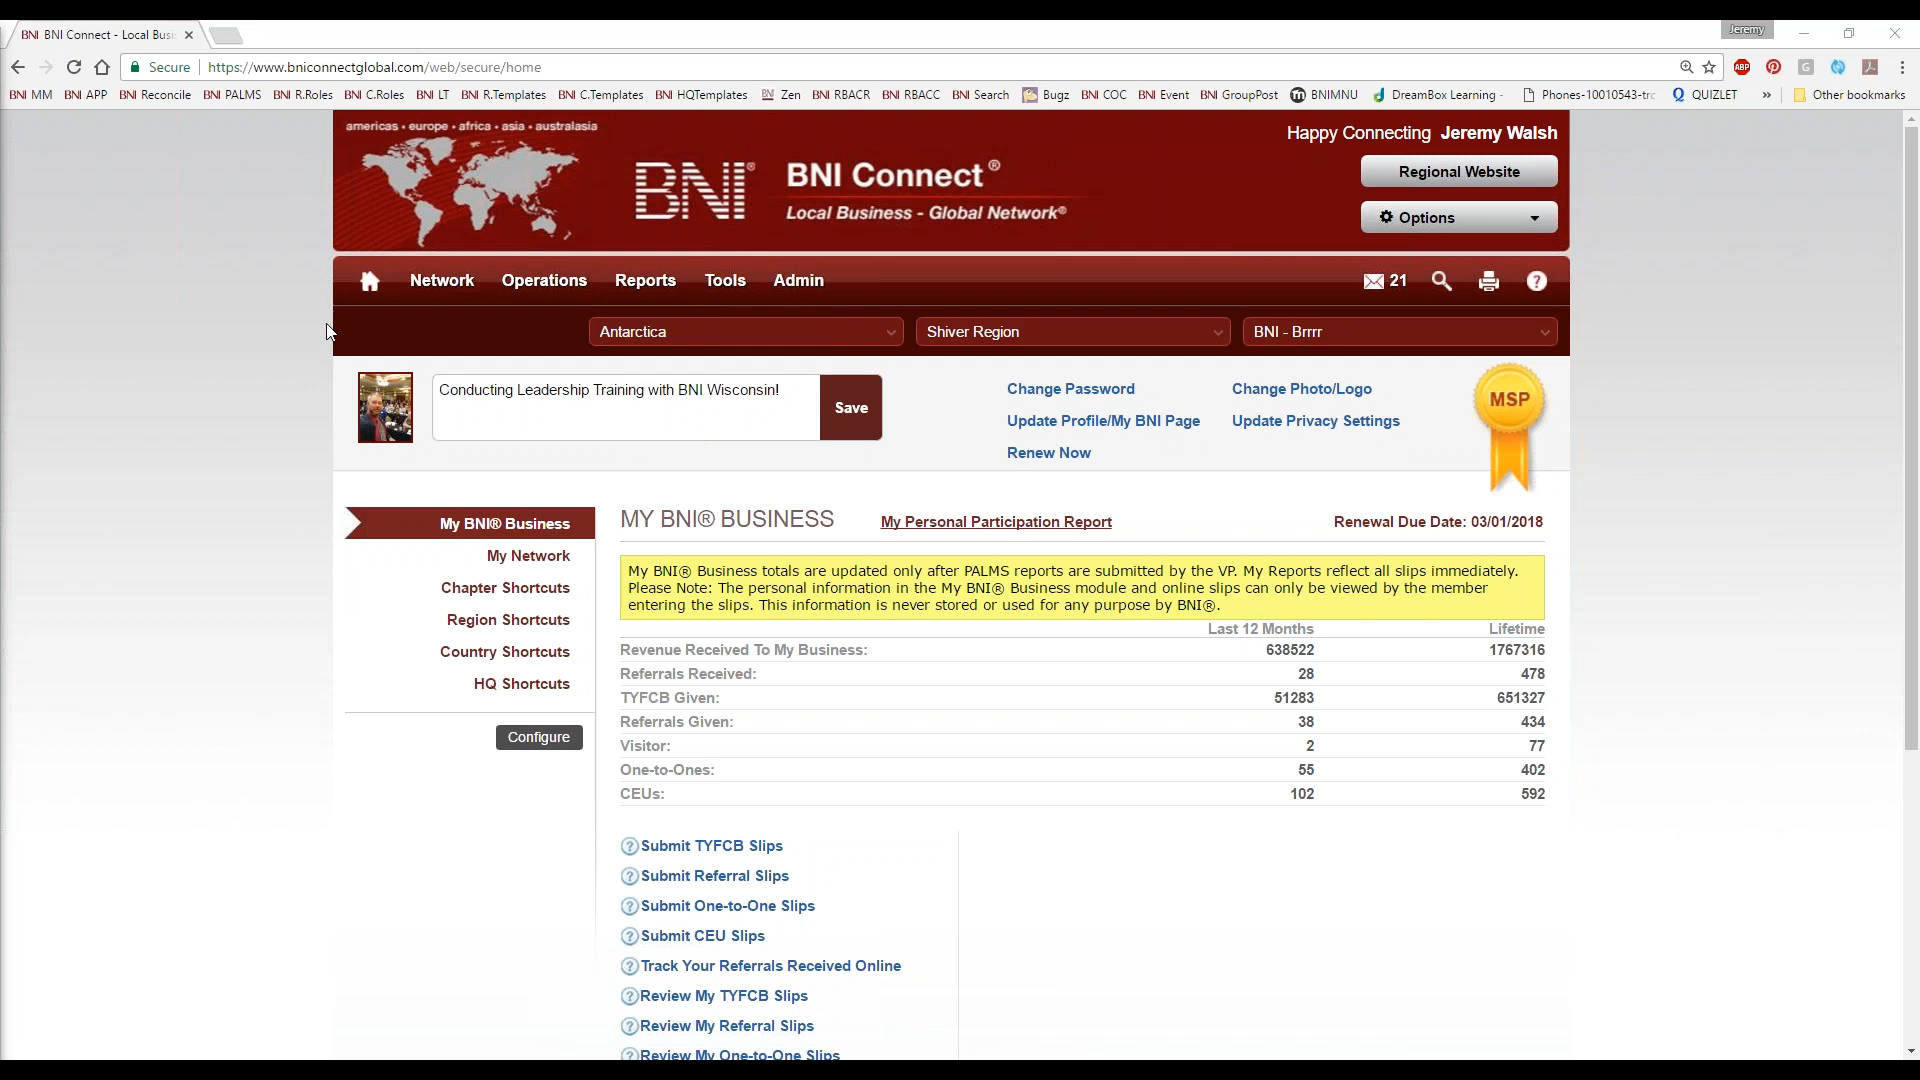 BNI BNI Connect - Local Busi
Jeremy
Secure https://www.bniconnectglobal.com/web/secure/home
BNI MM BNI APP BNI Reconcile BNI PALMS BNI R.Roles BNI C.Roles BNI LT BNI R.Templates BNI C.Templates BNI HQTemplates Zen BNI RBACR BNI RBACC BNI Search Bugz BNI COC BNI Event BNI GroupPost BNIMNU DreamBox Learning - Phones-10010543-trc QUIZLET » Other bookmarks
americas • europe • africa • asia • australasia
Happy Connecting Jeremy Walsh
BNI® BNI Connect®
Local Business - Global Network®
Regional Website
Options
Network Operations Reports Tools Admin 21
Antarctica Shiver Region BNI - Brrrr
Conducting Leadership Training with BNI Wisconsin!
Save
Change Password Change Photo/Logo
Update Profile/My BNI Page Update Privacy Settings
Renew Now
MSP
My BNI® Business
My Network
Chapter Shortcuts
Region Shortcuts
Country Shortcuts
HQ Shortcuts
Configure
MY BNI® BUSINESS My Personal Participation Report Renewal Due Date: 03/01/2018
My BNI® Business totals are updated only after PALMS reports are submitted by the VP. My Reports reflect all slips immediately.
Please Note: The personal information in the My BNI® Business module and online slips can only be viewed by the member
entering the slips. This information is never stored or used for any purpose by BNI®.
Last 12 Months Lifetime
Revenue Received To My Business: 638522 1767316
Referrals Received: 28 478
TYFCB Given: 51283 651327
Referrals Given: 38 434
Visitor: 2 77
One-to-Ones: 55 402
CEUs: 102 592
Submit TYFCB Slips
Submit Referral Slips
Submit One-to-One Slips
Submit CEU Slips
Track Your Referrals Received Online
Review My TYFCB Slips
Review My Referral Slips
Review My One-to-One Slips